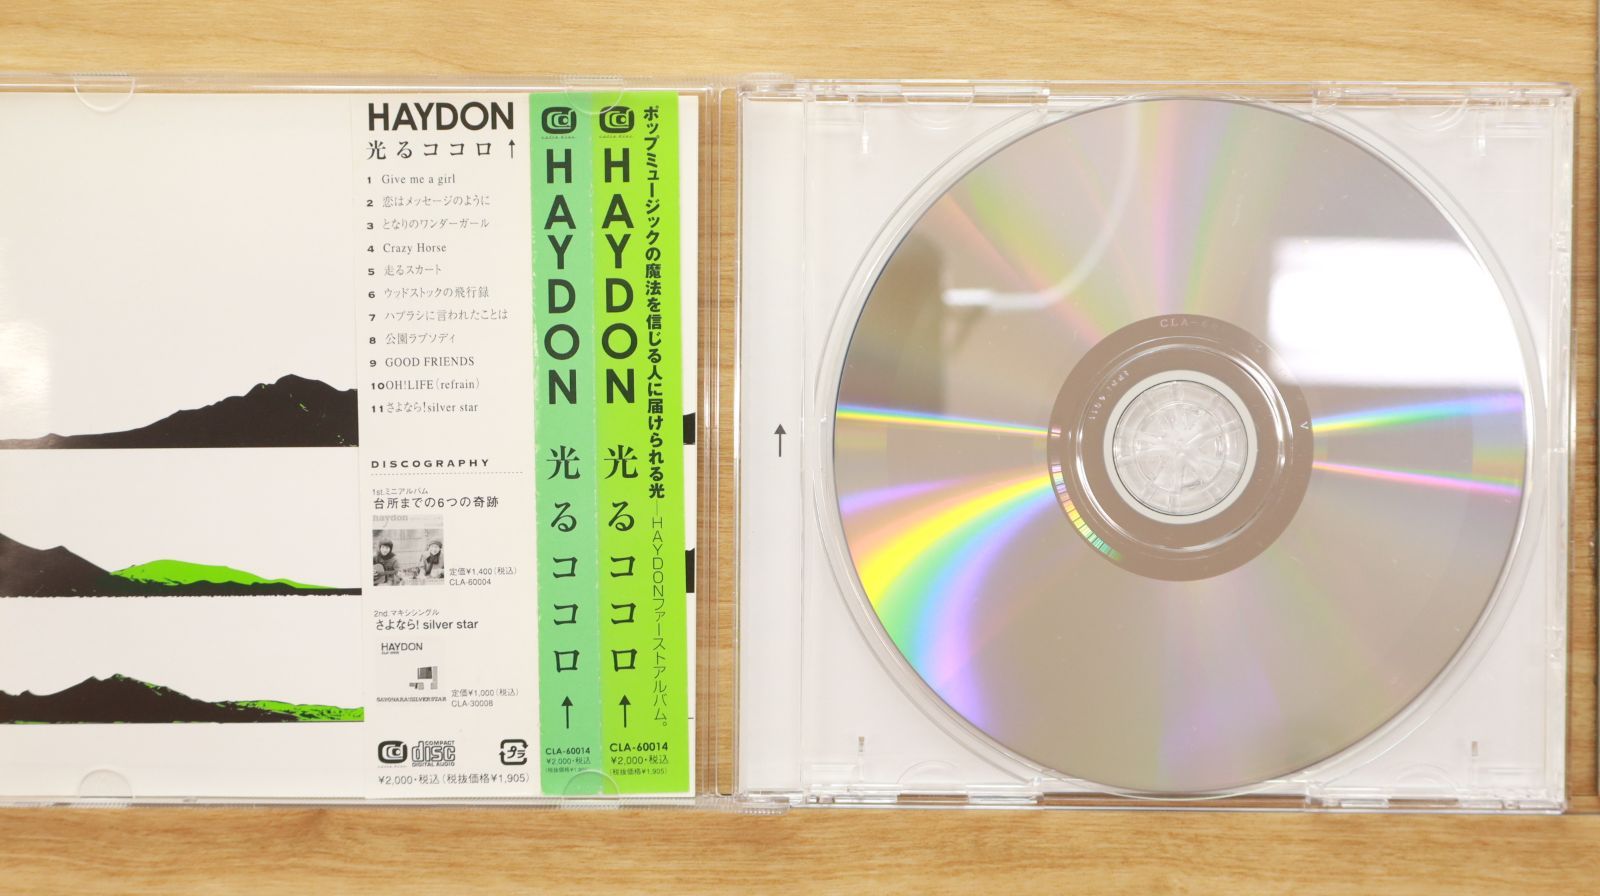 HAYDON
光るココロ↑
1 Give me a girl
2 恋はメッセージのように
3 となりのワンダーガール
4 Crazy Horse
5 走るスカート
6 ウッドストックの飛行録
7 ハブラシに言われたことは
8 公園ラプソディ
9 GOOD FRIENDS
10 OH!LIFE(refrain)
11 さよなら!silver star
DISCOGRAPHY
1st.ミニアルバム
台所までの6つの奇跡
haydon
定価¥1,400(税込)
CLA-60004
2nd.マキシシングル
さよなら! silver star
HAYDON
SAYONARA!SILVER STAR
定価¥1,000(税込)
CLA-30008
COMPACT
disc
DIGITAL AUDIO
プラ
¥2,000・税込(税抜価格¥1,905)
HAYDON 光るココロ↑
CLA-60014
¥2,000・税込
HAYDON 光るココロ↑
CLA-60014
¥2,000・税込
(税抜価格¥1,905)
ポップミュージックの魔法を信じる人に届けられる光―HAYDONファーストアルバム。
↑